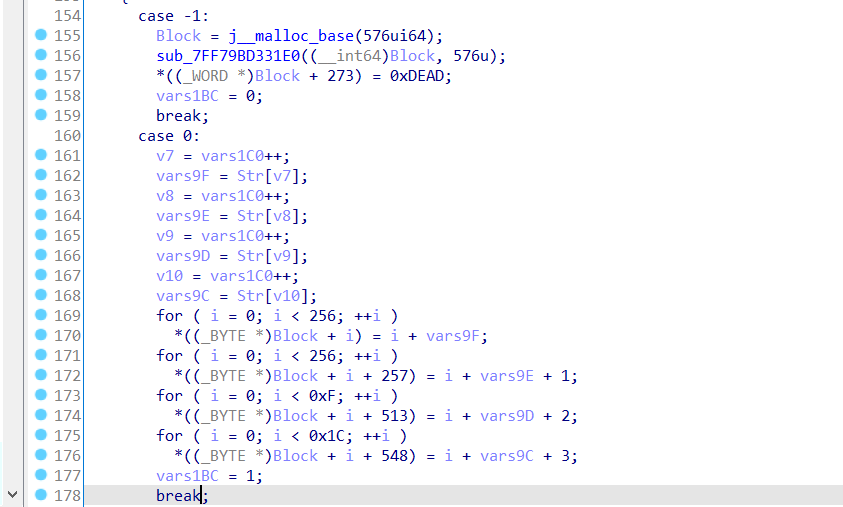 154 case -1:
155 Block = j__malloc_base(576ui64);
156 sub_7FF79BD331E0((__int64)Block, 576u);
157 *((_WORD *)Block + 273) = 0xDEAD;
158 vars1BC = 0;
159 break;
160 case 0:
161 v7 = vars1C0++;
162 vars9F = Str[v7];
163 v8 = vars1C0++;
164 vars9E = Str[v8];
165 v9 = vars1C0++;
166 vars9D = Str[v9];
167 v10 = vars1C0++;
168 vars9C = Str[v10];
169 for ( i = 0; i < 256; ++i )
170 *((_BYTE *)Block + i) = i + vars9F;
171 for ( i = 0; i < 256; ++i )
172 *((_BYTE *)Block + i + 257) = i + vars9E + 1;
173 for ( i = 0; i < 0xF; ++i )
174 *((_BYTE *)Block + i + 513) = i + vars9D + 2;
175 for ( i = 0; i < 0x1C; ++i )
176 *((_BYTE *)Block + i + 548) = i + vars9C + 3;
177 vars1BC = 1;
178 break;